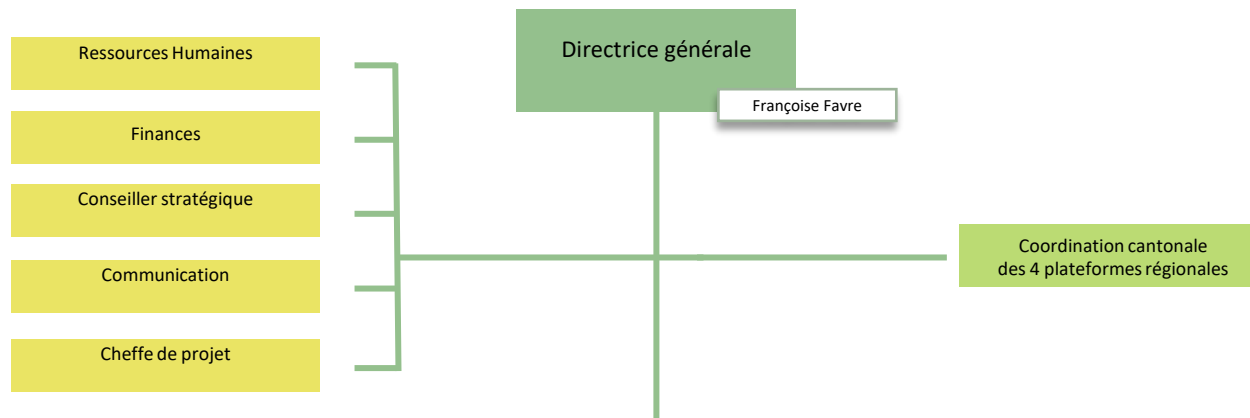 Directrice générale
Françoise Favre
Ressources Humaines
Finances
Conseiller stratégique
Communication
Cheffe de projet
Coordination cantonale
des 4 plateformes régionales